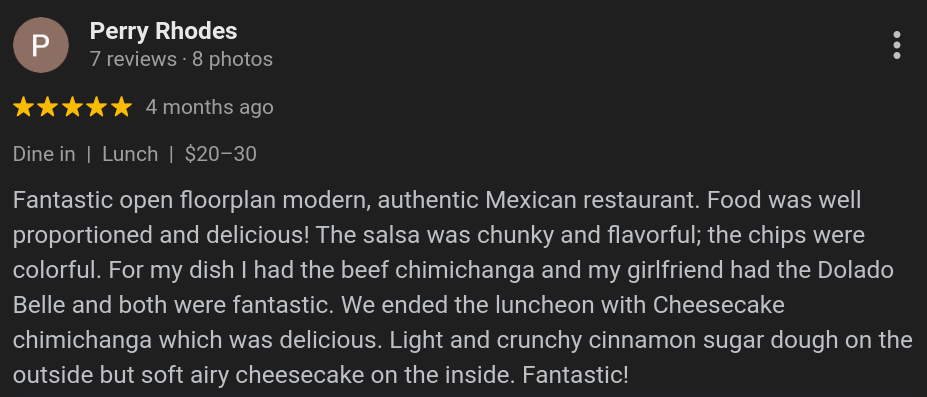 P
Perry Rhodes
7 reviews · 8 photos
4 months ago
Dine in | Lunch | $20–30
Fantastic open floorplan modern, authentic Mexican restaurant. Food was well
proportioned and delicious! The salsa was chunky and flavorful; the chips were
colorful. For my dish I had the beef chimichanga and my girlfriend had the Dolado
Belle and both were fantastic. We ended the luncheon with Cheesecake
chimichanga which was delicious. Light and crunchy cinnamon sugar dough on the
outside but soft airy cheesecake on the inside. Fantastic!